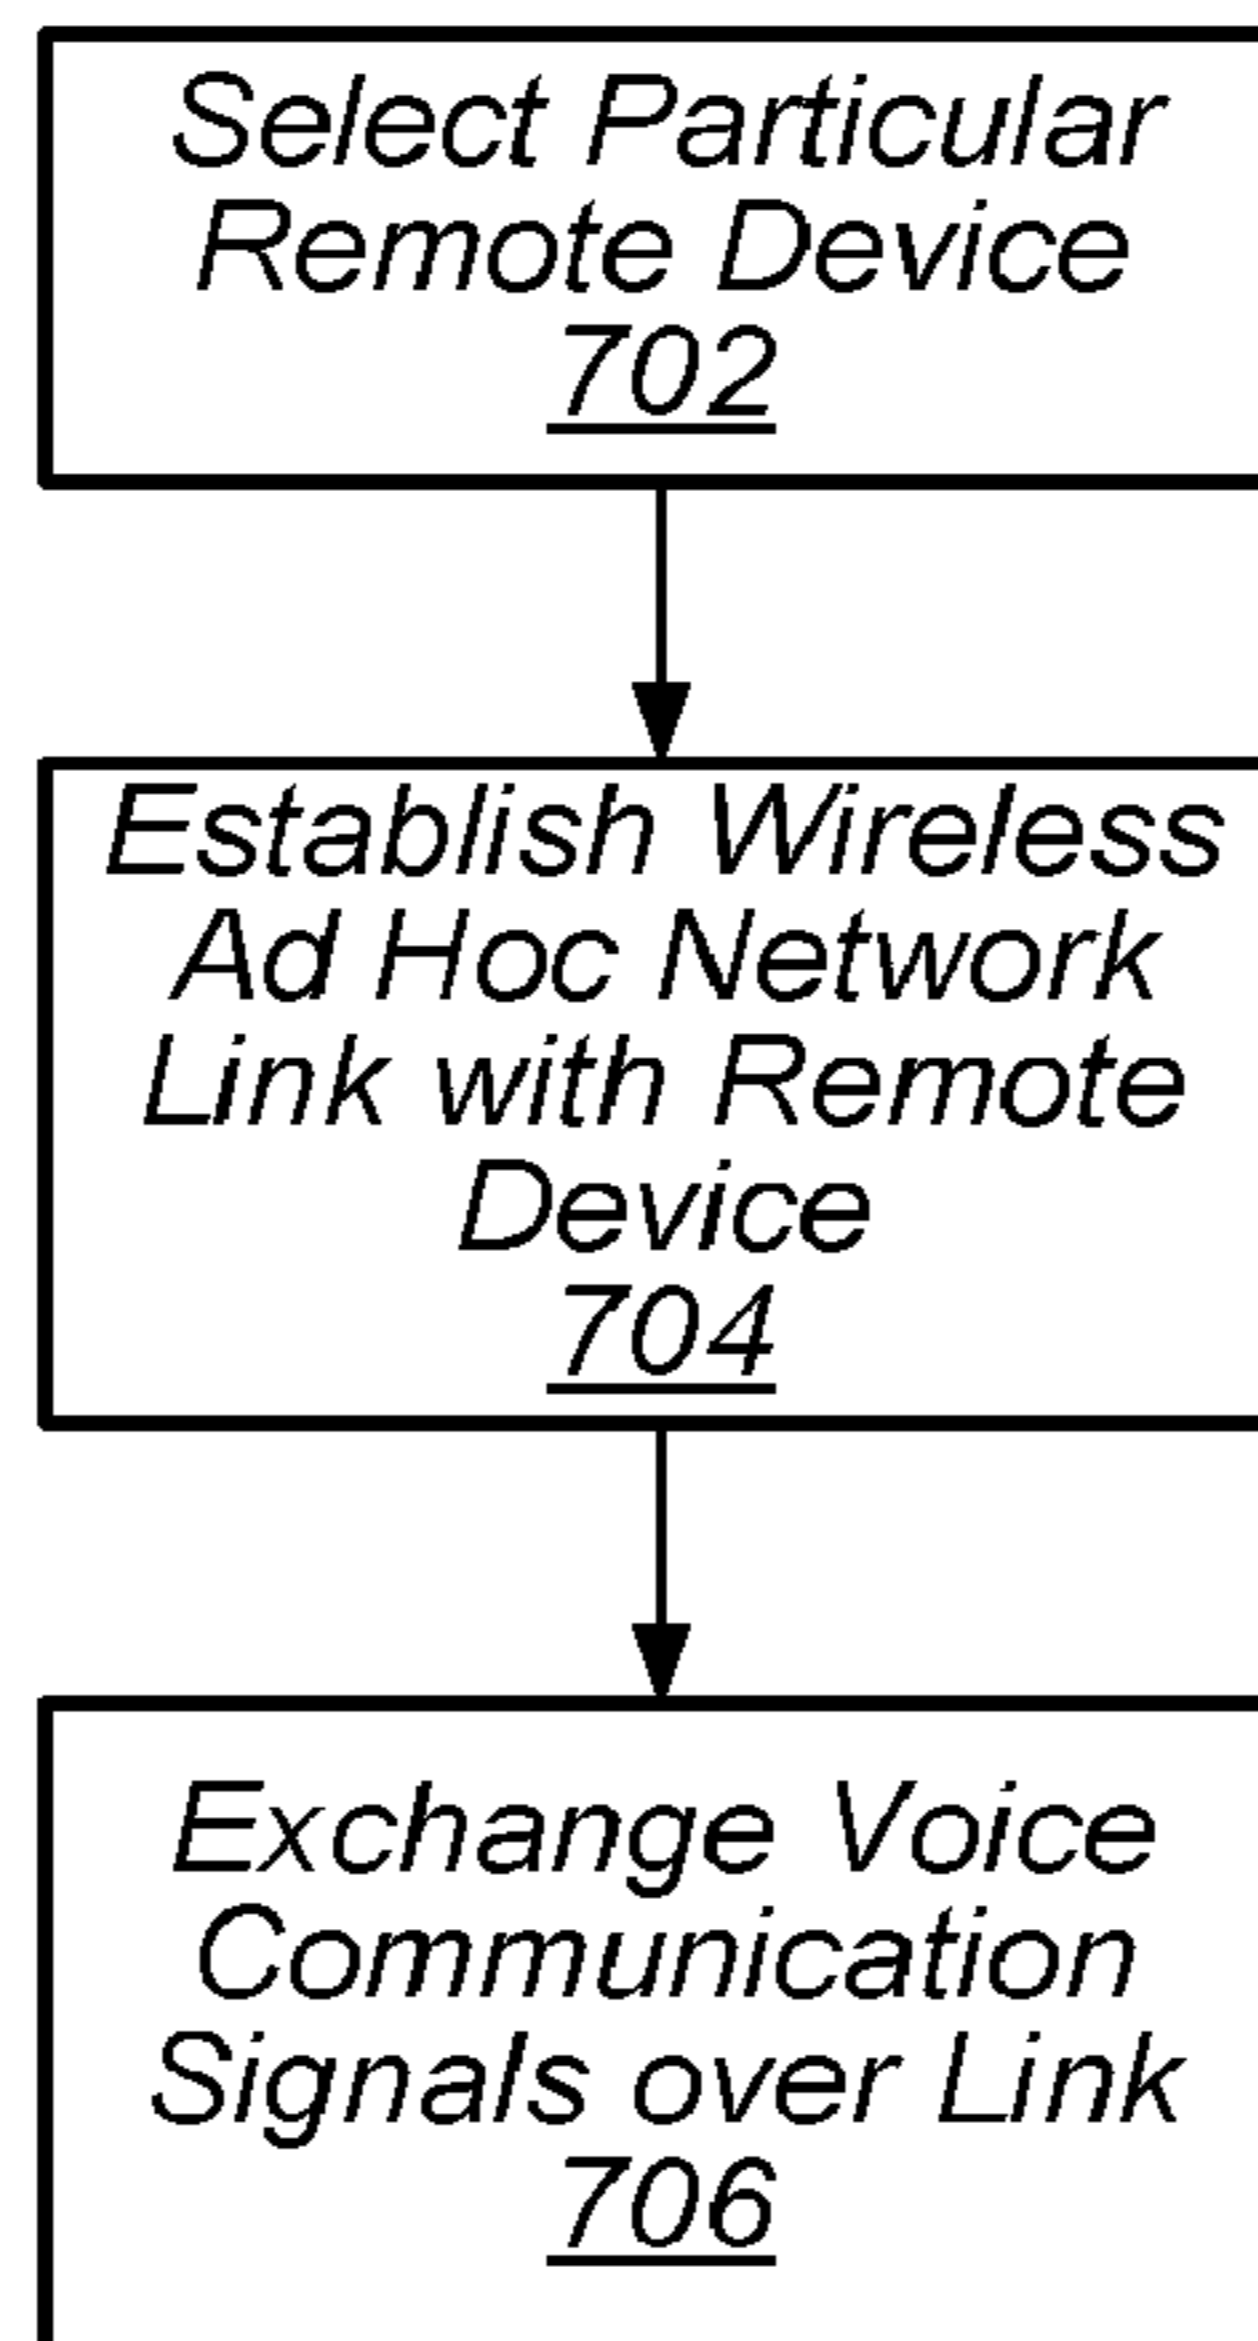 Select Particular
Remote Device
702
Establish Wireless
Ad Hoc Network
Link with Remote
Device
704
Exchange Voice
Communication
Signals over Link
706